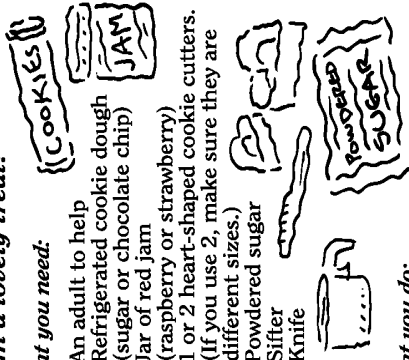 a lovely treat!
at you need:
An adult to help
Refrigerated cookie dough
(sugar or chocolate chip)
Jar of red jam
(raspberry or strawberry)
1 or 2 heart-shaped cookie cutters.
(If you use 2, make sure they are
different sizes.)
Powdered sugar
Sifter
Knife
COOKIES
JAM
POWDERED
SUGAR
at you do: